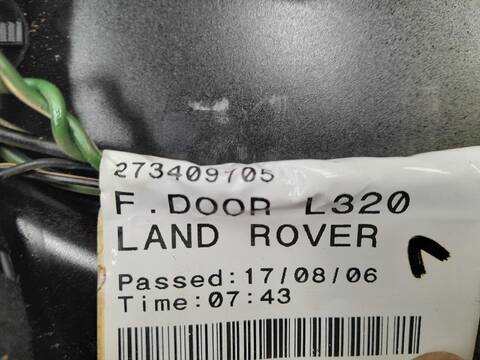 273409705
F.DOOR L320
LAND ROVER
Passed:17/08/06
Time:07:43